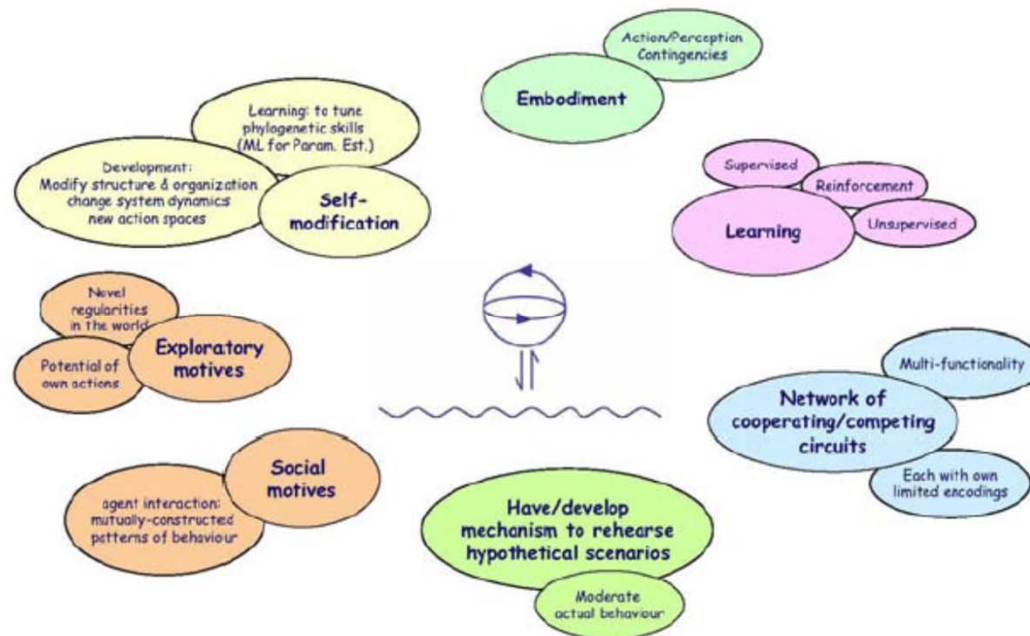 Action/Perception
Contingencies
Embodiment
Learning: to tune
phylogenetic skills
(ML for Param. Est.)
Development:
Modify structure & organization
change system dynamics
new action spaces
Self-
modification
Supervised
Reinforcement
Unsupervised
Learning
Novel
regularities
in the world
Exploratory
motives
Potential of
own actions
Multi-functionality
Network of
cooperating/competing
circuits
Each with own
limited encodings
Social
motives
agent interaction:
mutually-constructed
patterns of behaviour
Have/develop
mechanism to rehearse
hypothetical scenarios
Moderate
actual behaviour